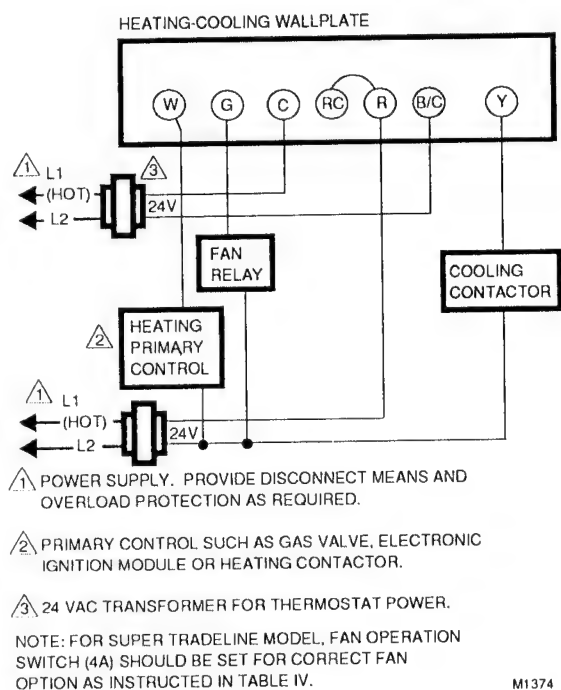 HEATING-COOLING WALLPLATE
W G C RC R B/C Y
1 L1 3
(HOT)
24V
L2
FAN
RELAY
COOLING
CONTACTOR
2 HEATING
PRIMARY
CONTROL
1 L1
(HOT)
24V
L2
1 POWER SUPPLY. PROVIDE DISCONNECT MEANS AND
OVERLOAD PROTECTION AS REQUIRED.
2 PRIMARY CONTROL SUCH AS GAS VALVE, ELECTRONIC
IGNITION MODULE OR HEATING CONTACTOR.
3 24 VAC TRANSFORMER FOR THERMOSTAT POWER.
NOTE: FOR SUPER TRADELINE MODEL, FAN OPERATION
SWITCH (4A) SHOULD BE SET FOR CORRECT FAN
OPTION AS INSTRUCTED IN TABLE IV.
M1374